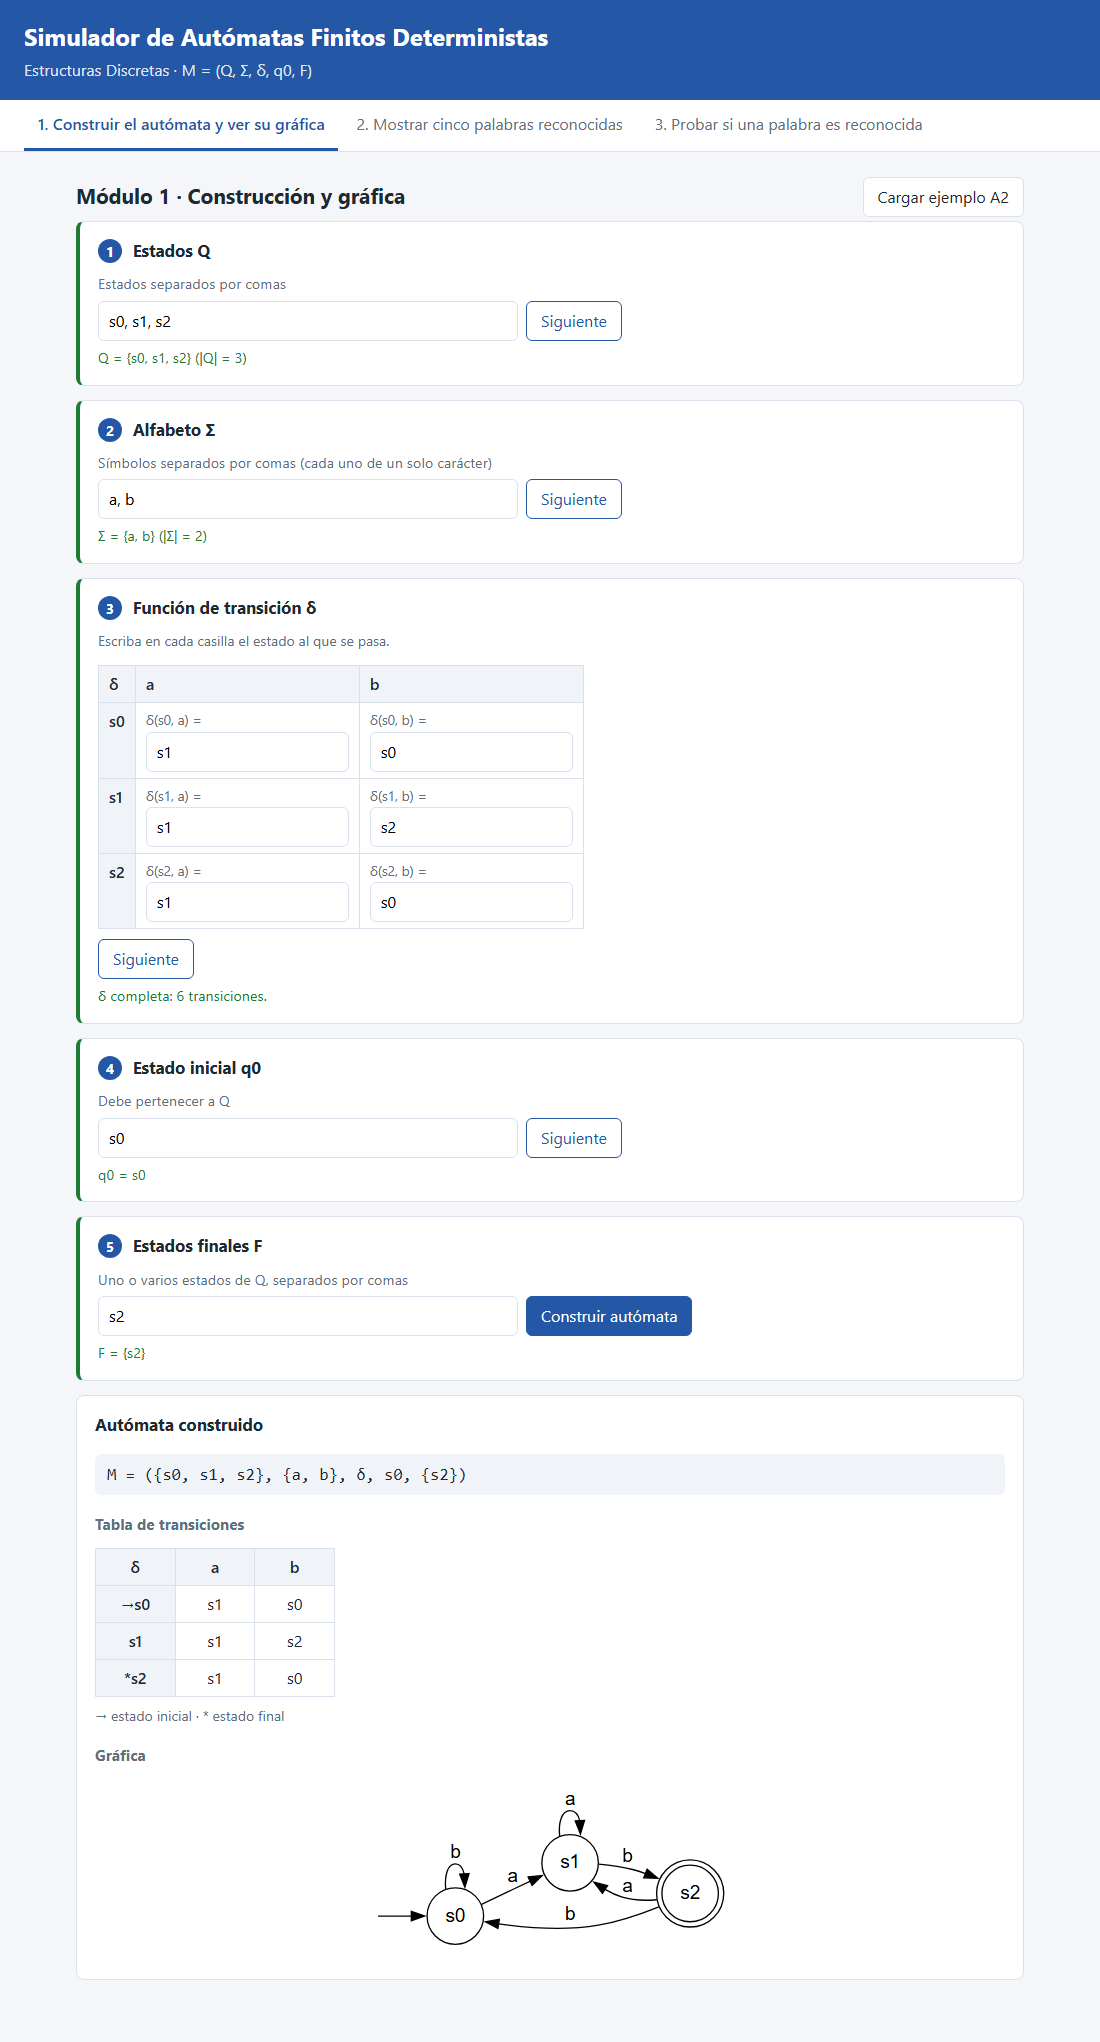 Simulador de Autómatas Finitos Deterministas
Estructuras Discretas · M = (Q, Σ, δ, q0, F)
1. Construir el autómata y ver su gráfica 2. Mostrar cinco palabras reconocidas 3. Probar si una palabra es reconocida
Módulo 1 · Construcción y gráfica Cargar ejemplo A2
1 Estados Q
Estados separados por comas
s0, s1, s2 Siguiente
Q = {s0, s1, s2} (|Q| = 3)
2 Alfabeto Σ
Símbolos separados por comas (cada uno de un solo carácter)
a, b Siguiente
Σ = {a, b} (|Σ| = 2)
3 Función de transición δ
Escriba en cada casilla el estado al que se pasa.
δ a b
s0 δ(s0, a) = δ(s0, b) =
s1 s0
s1 δ(s1, a) = δ(s1, b) =
s1 s2
s2 δ(s2, a) = δ(s2, b) =
s1 s0
Siguiente
δ completa: 6 transiciones.
4 Estado inicial q0
Debe pertenecer a Q
s0 Siguiente
q0 = s0
5 Estados finales F
Uno o varios estados de Q, separados por comas
s2 Construir autómata
F = {s2}
Autómata construido
M = ({s0, s1, s2}, {a, b}, δ, s0, {s2})
Tabla de transiciones
δ a b
→s0 s1 s0
s1 s1 s2
*s2 s1 s0
→ estado inicial · * estado final
Gráfica
a
b a s1 b
a s2
s0 b